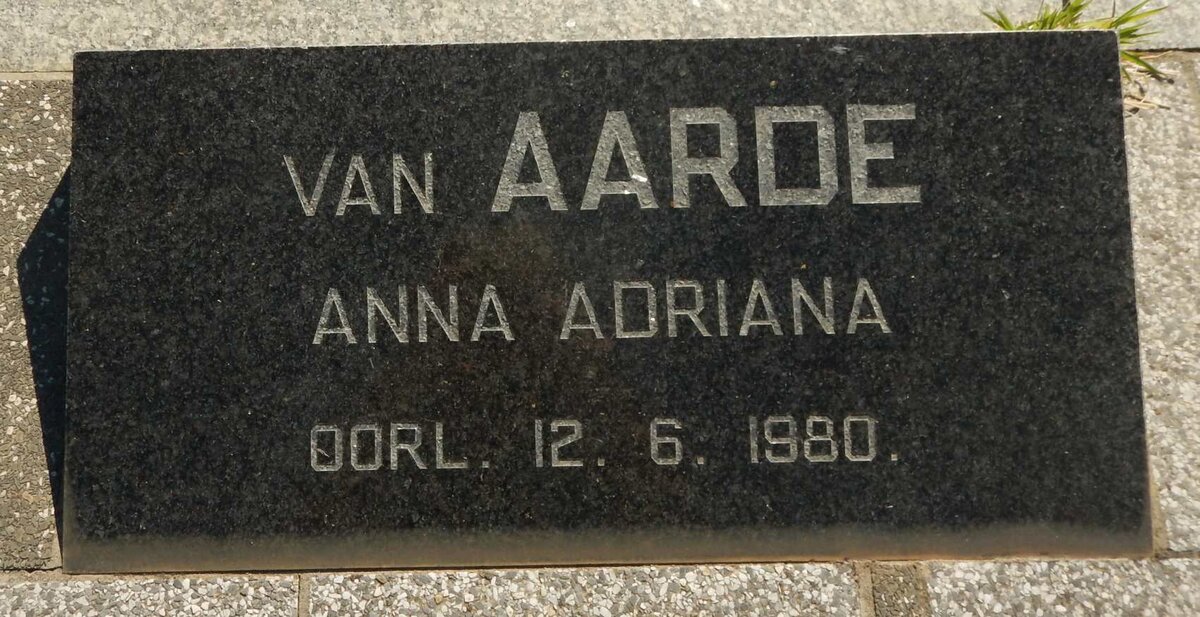 VAN AARDE
ANNA ADRIANA
OORL. 12. 6. 1980.